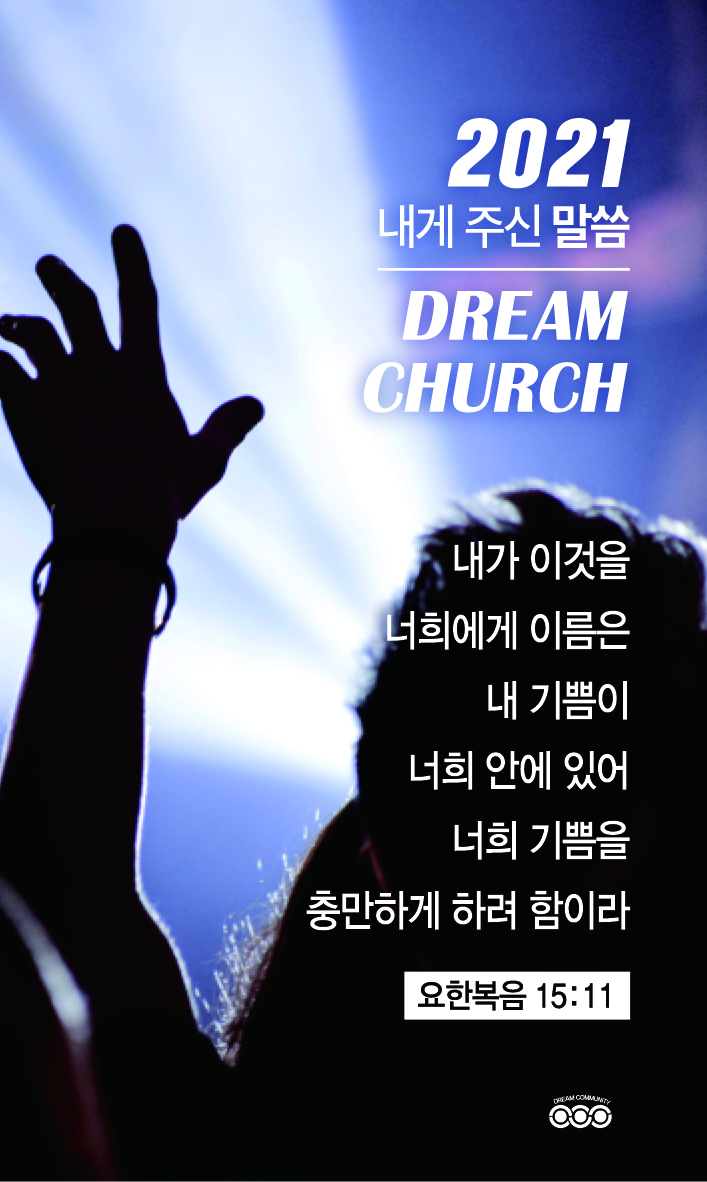 2021
내게 주신 말씀
DREAM
CHURCH
내가 이것을
너희에게 이름은
내 기쁨이
너희 안에 있어
너희 기쁨을
충만하게 하려 함이라
요한복음 15:11
DREAM COMMUNITY